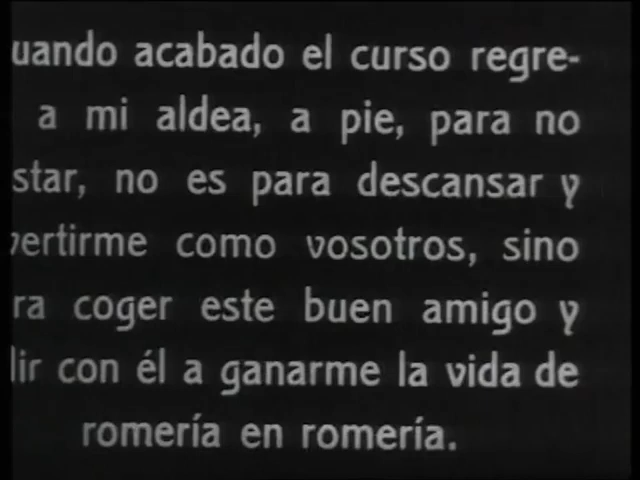 uando acabado el curso regre-
a mi aldea, a pie, para no
star, no es para descansar y
vertirme como vosotros, sino
ra coger este buen amigo y
lir con él a ganarme la vida de
romería en romería.